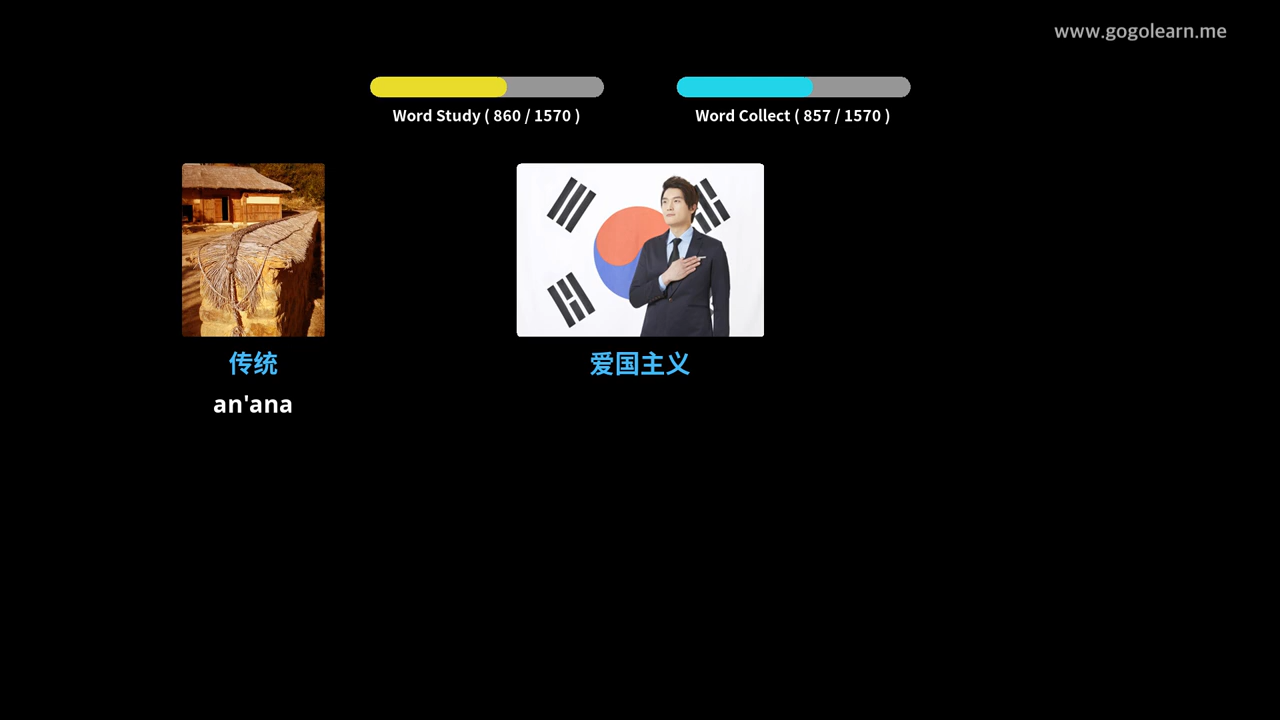 www.gogolearn.me
Word Study ( 860 / 1570 )
Word Collect ( 857 / 1570 )
传统
爱国主义
an'ana